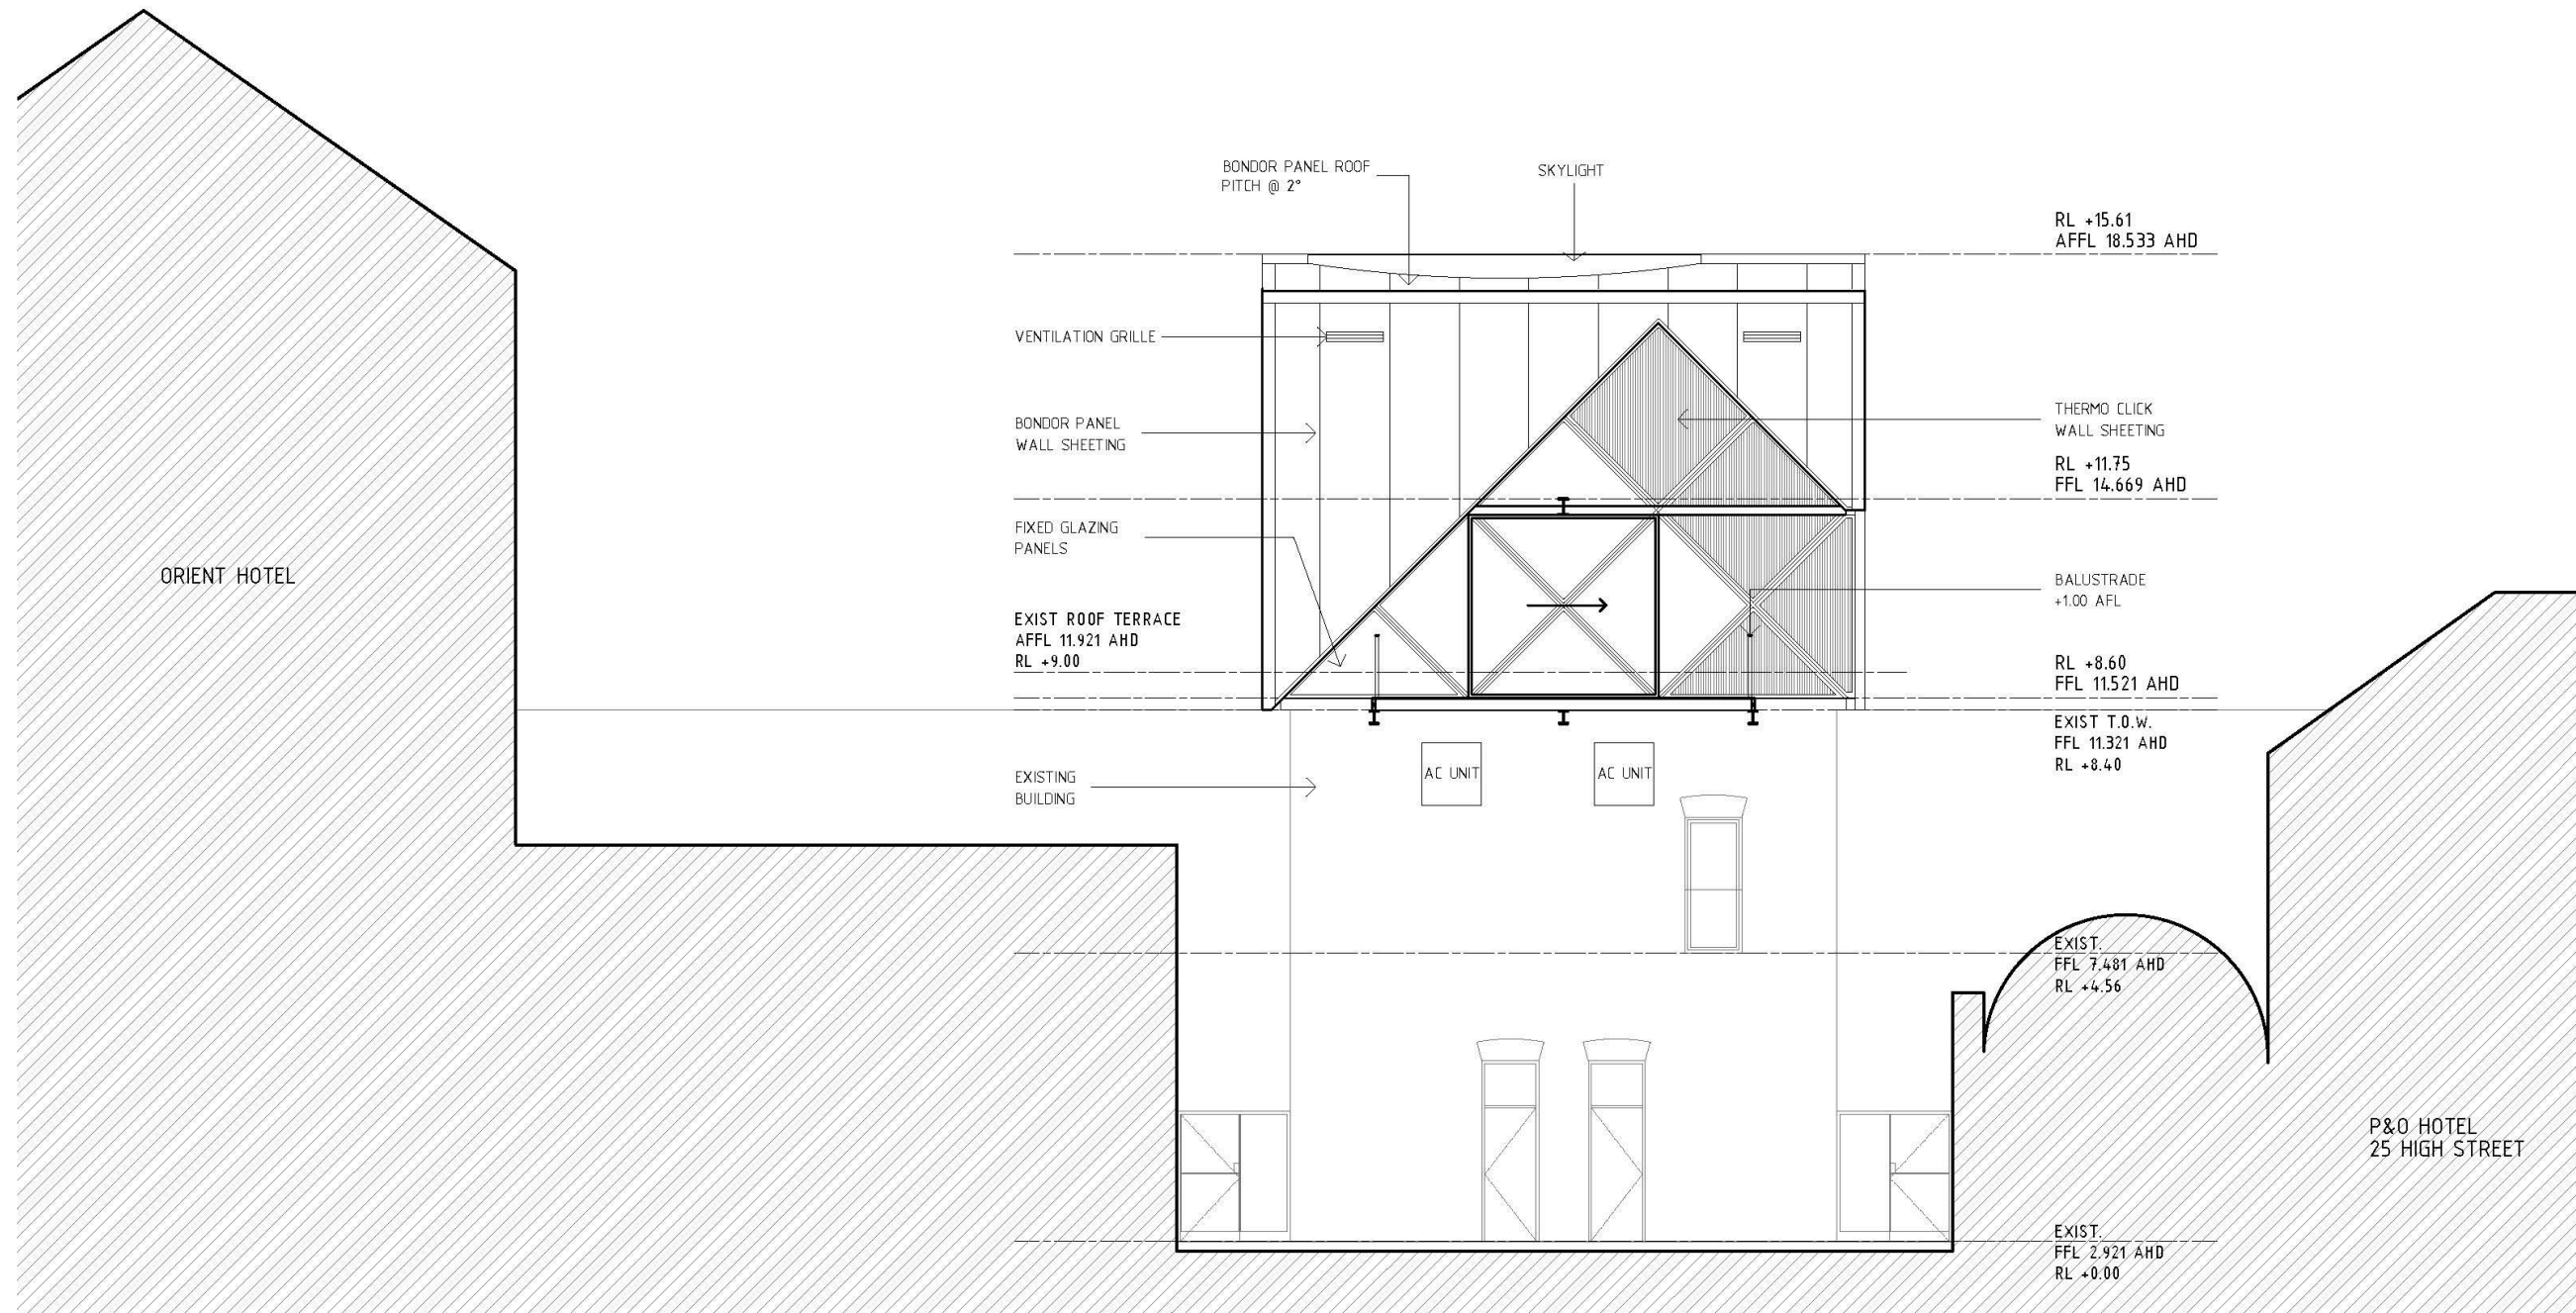 BONDOR PANEL ROOF
PITCH @ 2°
SKYLIGHT
RL +15.61
AFFL 18.533 AHD
VENTILATION GRILLE
BONDOR PANEL
WALL SHEETING
THERMO CLICK
WALL SHEETING
RL +11.75
FFL 14.669 AHD
FIXED GLAZING
PANELS
ORIENT HOTEL
BALUSTRADE
+1.00 AFL
EXIST ROOF TERRACE
AFFL 11.921 AHD
RL +9.00
RL +8.60
FFL 11.521 AHD
EXIST T.O.W.
FFL 11.321 AHD
RL +8.40
EXISTING
BUILDING
AC UNIT
AC UNIT
EXIST.
FFL 7.481 AHD
RL +4.56
P&O HOTEL
25 HIGH STREET
EXIST.
FFL 2.921 AHD
RL +0.00